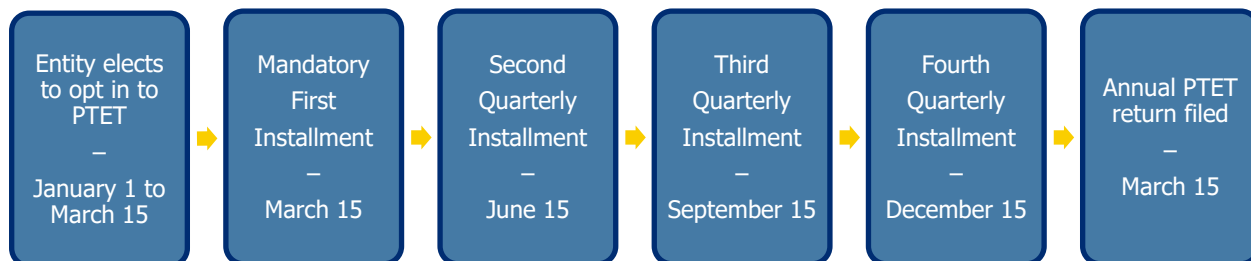 Entity elects
to opt in to
PTET
–
January 1 to
March 15
Mandatory
First
Installment
–
March 15
Second
Quarterly
Installment
–
June 15
Third
Quarterly
Installment
–
September 15
Fourth
Quarterly
Installment
–
December 15
Annual PTET
return filed
–
March 15